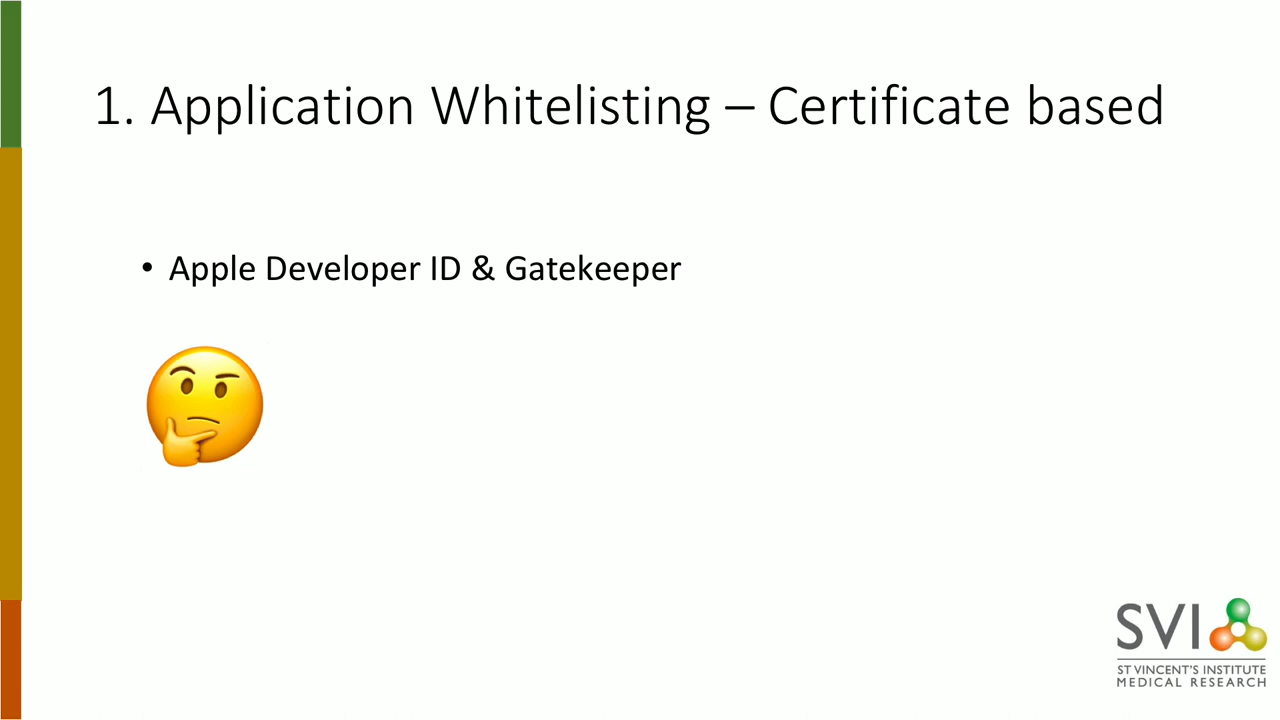 1. Application Whitelisting – Certificate based
• Apple Developer ID & Gatekeeper
SVI
ST VINCENT'S INSTITUTE
MEDICAL RESEARCH